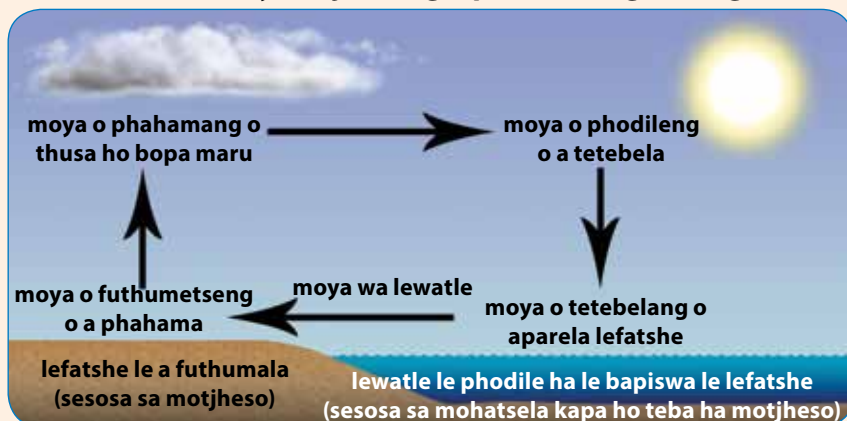 moya o phahamang o
thusa ho bopa maru
moya o phodileng
o a tetebela
moya o futhumetseng
o a phahama
moya wa lewatle
moya o tetebelang o
aparela lefatshe
lefatshe le a futhumala
(sesosa sa motjheso)
lewatle le phodile ha le bapiswa le lefatshe
(sesosa sa mohatsela kapa ho teba ha motjheso)